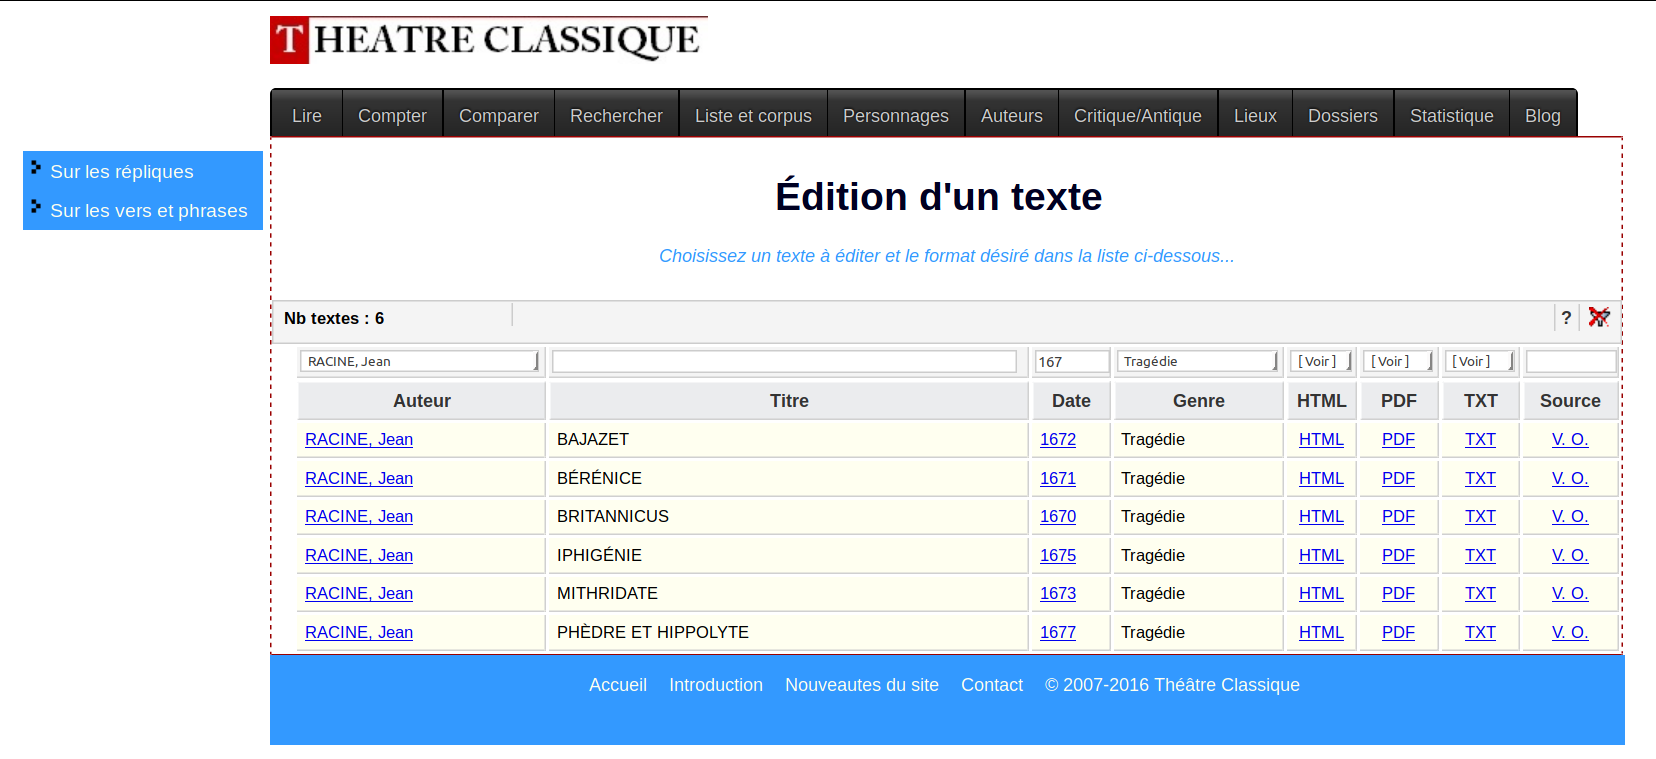 THEATRE CLASSIQUE
Lire Compter Comparer Rechercher Liste et corpus Personnages Auteurs Critique/Antique Lieux Dossiers Statistique Blog
Sur les répliques
Sur les vers et phrases
Édition d'un texte
Choisissez un texte à éditer et le format désiré dans la liste ci-dessous...
Nb textes : 6 ?
RACINE, Jean 167 Tragédie [ Voir ] [ Voir ] [ Voir ]
Auteur Titre Date Genre HTML PDF TXT Source
RACINE, Jean BAJAZET 1672 Tragédie HTML PDF TXT V. O.
RACINE, Jean BÉRÉNICE 1671 Tragédie HTML PDF TXT V. O.
RACINE, Jean BRITANNICUS 1670 Tragédie HTML PDF TXT V. O.
RACINE, Jean IPHIGÉNIE 1675 Tragédie HTML PDF TXT V. O.
RACINE, Jean MITHRIDATE 1673 Tragédie HTML PDF TXT V. O.
RACINE, Jean PHÈDRE ET HIPPOLYTE 1677 Tragédie HTML PDF TXT V. O.
Accueil Introduction Nouveautes du site Contact © 2007-2016 Théâtre Classique